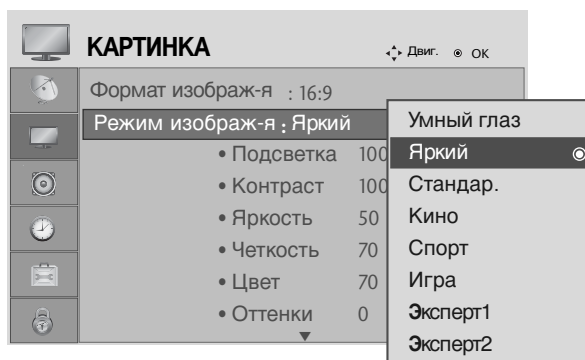 КАРТИНКА
Двиг. OK
Формат изображ-я : 16:9
Режим изображ-я : Яркий
• Подсветка 100
• Контраст 100
• Яркость 50
• Четкость 70
• Цвет 70
• Оттенки 0
Умный глаз
Яркий
Стандар.
Кино
Спорт
Игра
Эксперт1
Эксперт2